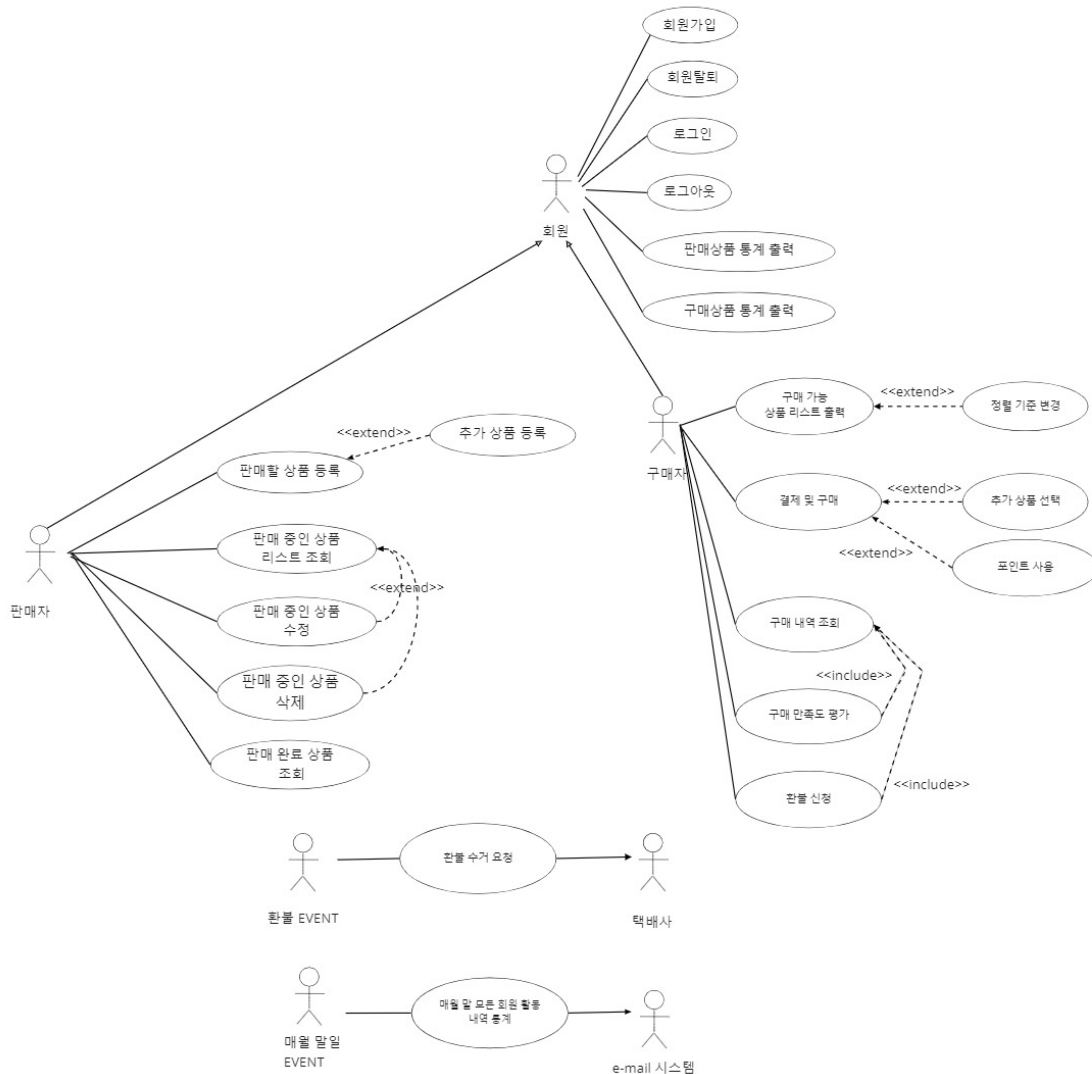 회원가입
회원탈퇴
로그인
로그아웃
회원
판매상품 통계 출력
구매상품 통계 출력
구매 가능
상품 리스트 출력
<<extend>>
정렬 기준 변경
<<extend>>
추가 상품 등록
판매할 상품 등록
구매자
결제 및 구매
<<extend>>
추가 상품 선택
<<extend>>
포인트 사용
판매자
판매 중인 상품
리스트 조회
<<extend>>
판매 중인 상품
수정
판매 중인 상품
삭제
판매 완료 상품
조회
구매 내역 조회
<<include>>
구매 만족도 평가
<<include>>
환불 신청
환불 EVENT
환불 수거 요청
택배사
매월 말일
EVENT
매월 말 모든 회원 활동
내역 통계
e-mail 시스템